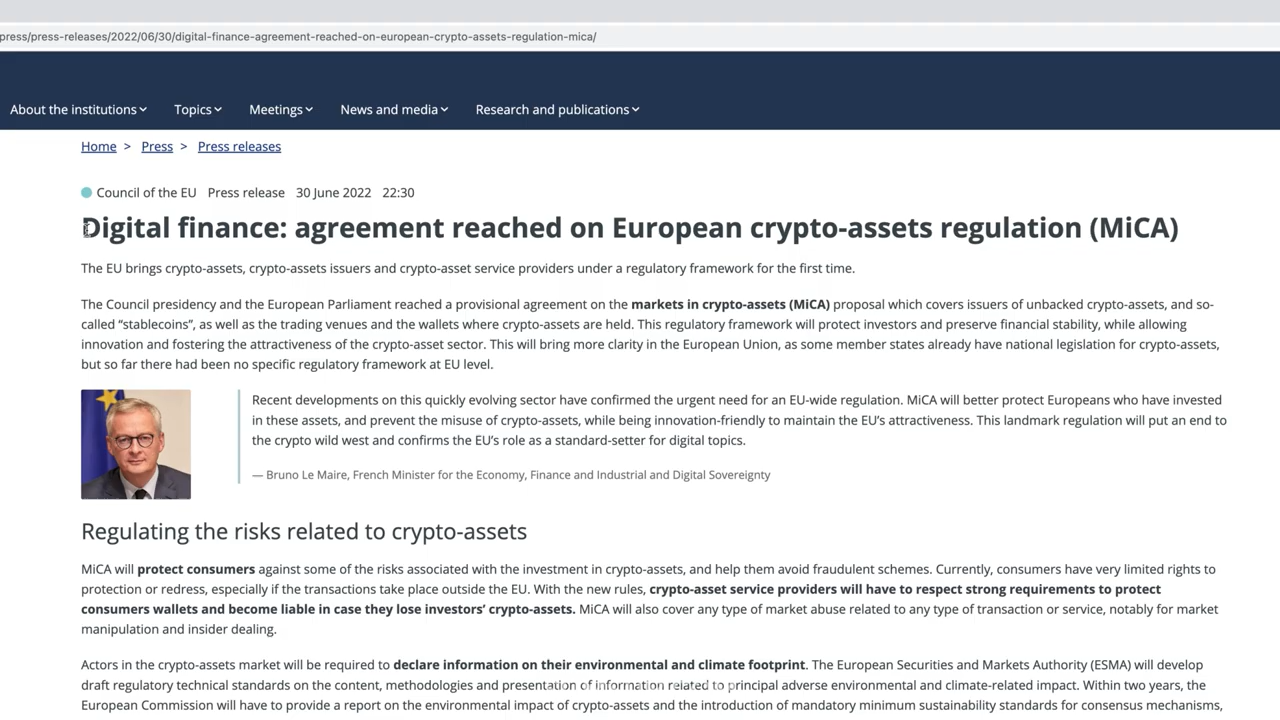 press/press-releases/2022/06/30/digital-finance-agreement-reached-on-european-crypto-assets-regulation-mica/
About the institutions Topics Meetings News and media Research and publications
Home > Press > Press releases
Council of the EU Press release 30 June 2022 22:30
Digital finance: agreement reached on European crypto-assets regulation (MiCA)
The EU brings crypto-assets, crypto-assets issuers and crypto-asset service providers under a regulatory framework for the first time.
The Council presidency and the European Parliament reached a provisional agreement on the markets in crypto-assets (MiCA) proposal which covers issuers of unbacked crypto-assets, and so-
called “stablecoins”, as well as the trading venues and the wallets where crypto-assets are held. This regulatory framework will protect investors and preserve financial stability, while allowing
innovation and fostering the attractiveness of the crypto-asset sector. This will bring more clarity in the European Union, as some member states already have national legislation for crypto-assets,
but so far there had been no specific regulatory framework at EU level.
Recent developments on this quickly evolving sector have confirmed the urgent need for an EU-wide regulation. MiCA will better protect Europeans who have invested
in these assets, and prevent the misuse of crypto-assets, while being innovation-friendly to maintain the EU’s attractiveness. This landmark regulation will put an end to
the crypto wild west and confirms the EU’s role as a standard-setter for digital topics.
— Bruno Le Maire, French Minister for the Economy, Finance and Industrial and Digital Sovereignty
Regulating the risks related to crypto-assets
MiCA will protect consumers against some of the risks associated with the investment in crypto-assets, and help them avoid fraudulent schemes. Currently, consumers have very limited rights to
protection or redress, especially if the transactions take place outside the EU. With the new rules, crypto-asset service providers will have to respect strong requirements to protect
consumers wallets and become liable in case they lose investors’ crypto-assets. MiCA will also cover any type of market abuse related to any type of transaction or service, notably for market
manipulation and insider dealing.
Actors in the crypto-assets market will be required to declare information on their environmental and climate footprint. The European Securities and Markets Authority (ESMA) will develop
draft regulatory technical standards on the content, methodologies and presentation of information related to principal adverse environmental and climate-related impact. Within two years, the
European Commission will have to provide a report on the environmental impact of crypto-assets and the introduction of mandatory minimum sustainability standards for consensus mechanisms,